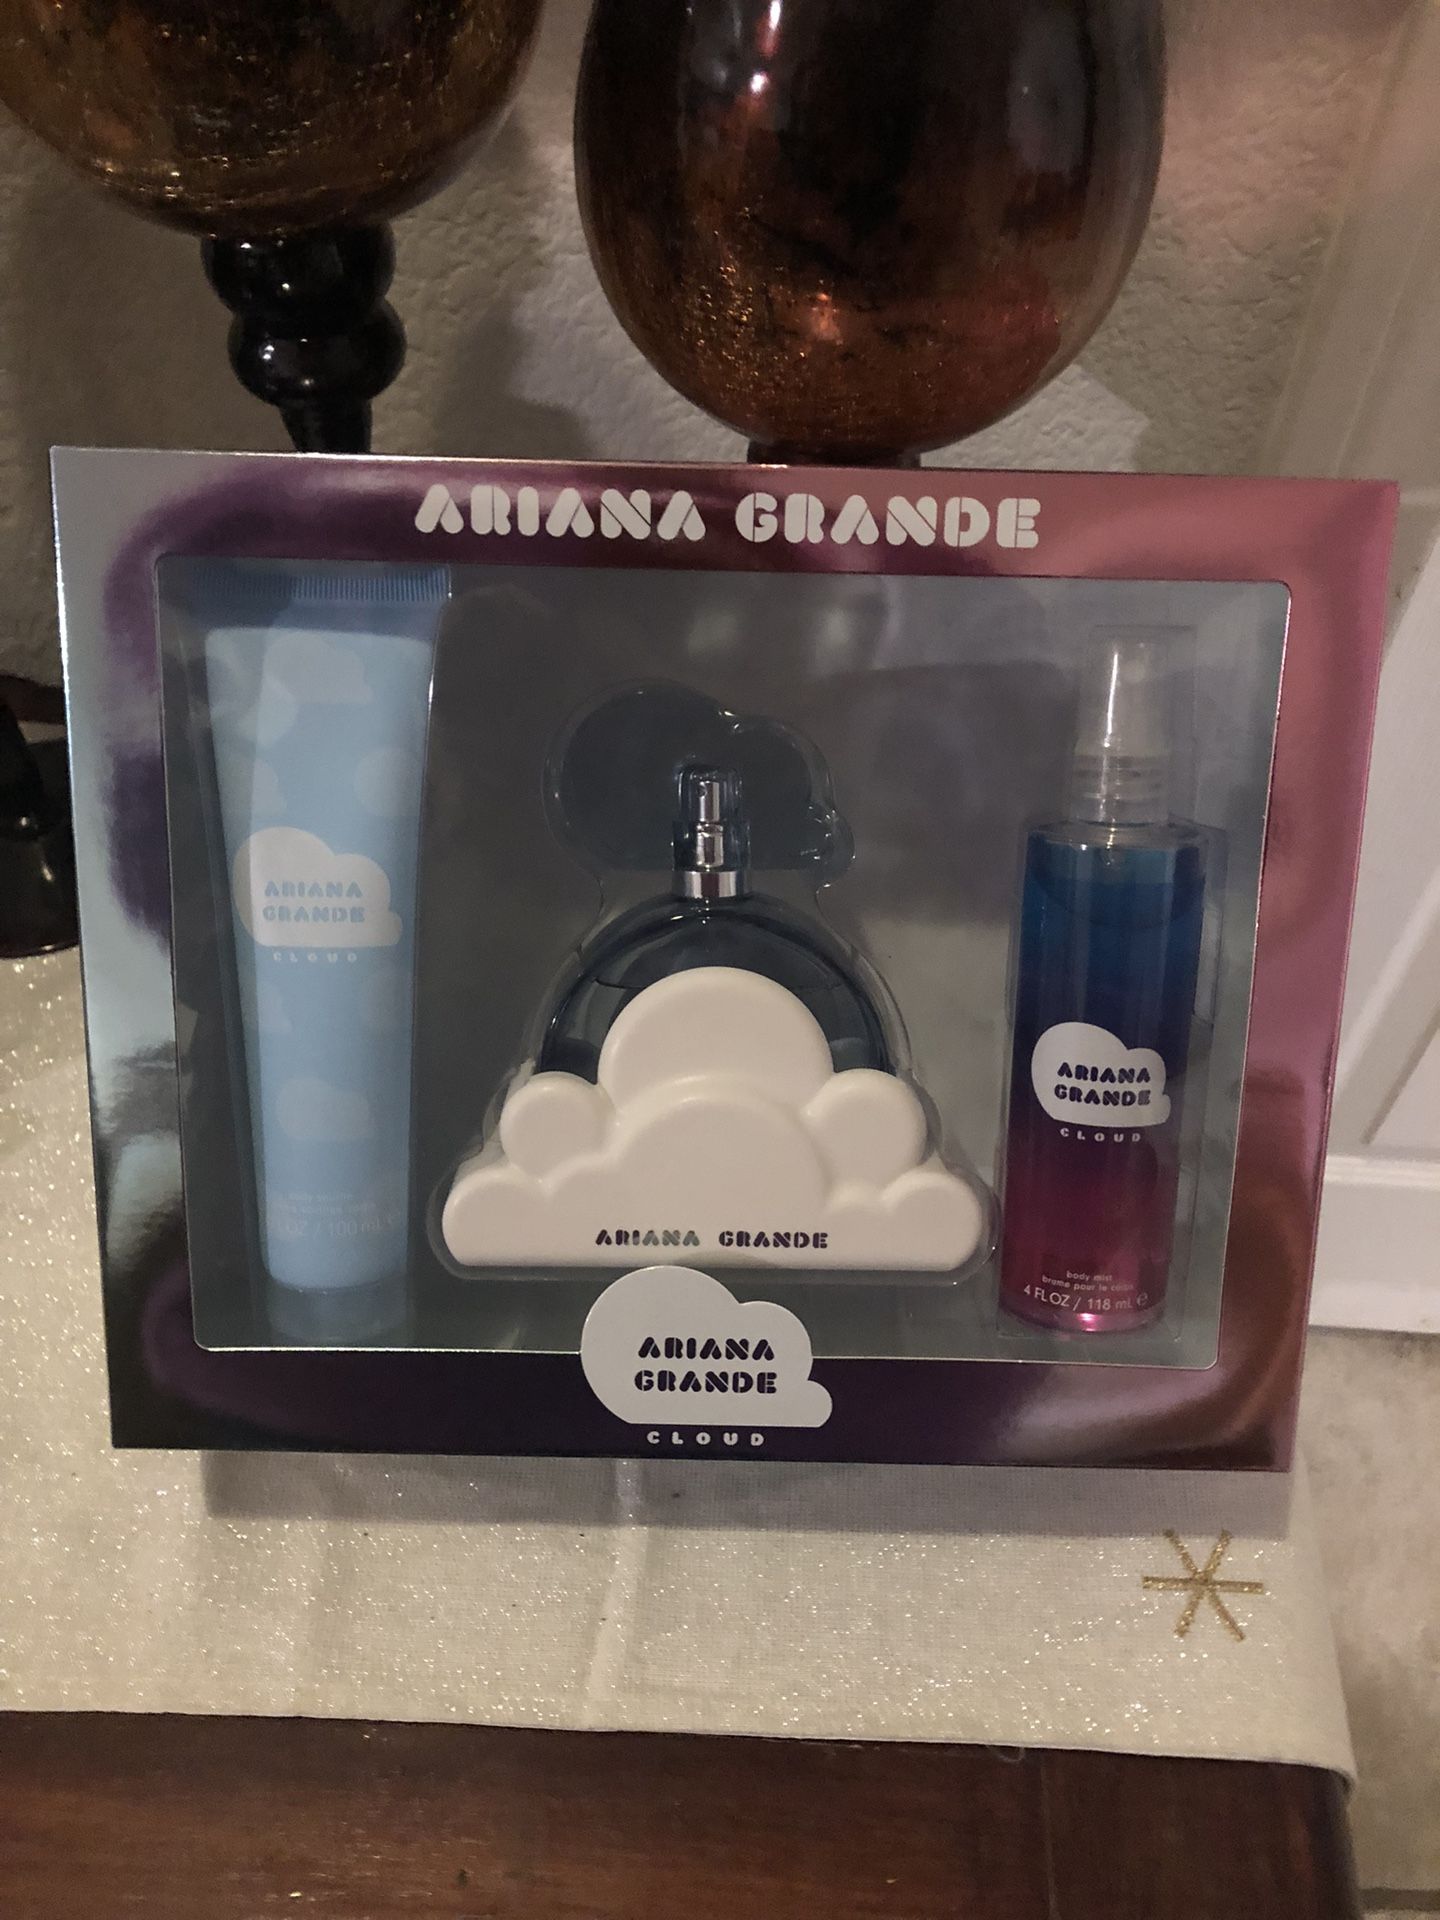 ARIANA GRANDE
ARIANA
GRANDE
CLOUD
body souffle
OZ / 100 mL e
ARIANA GRANDE
ARIANA
GRANDE
CLOUD
body mist
brume pour le corps
4 FL OZ / 118 mL e
ARIANA
GRANDE
CLOUD